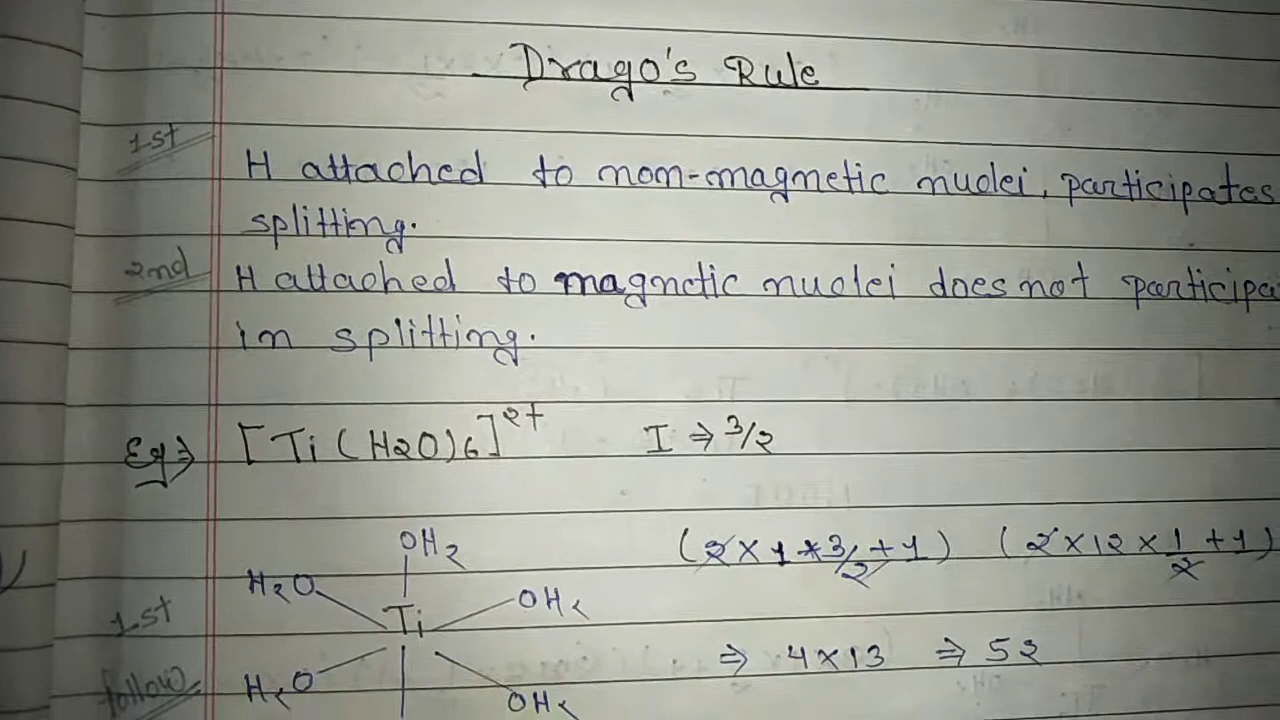 Drago's Rule
1st
H attached to non-magnetic nuclei, participates
splitting.
2nd H attached to magnetic nuclei does not participa
in splitting.
Eg⇒ [Ti(H2O)6]²⁺ I ⇒ 3/2
OH₂ (2×1×3/2+1) (2×12×1/2+1)
H₂O OH₂
1st Ti
⇒ 4×13 ⇒ 52
follow H₂O OH₂